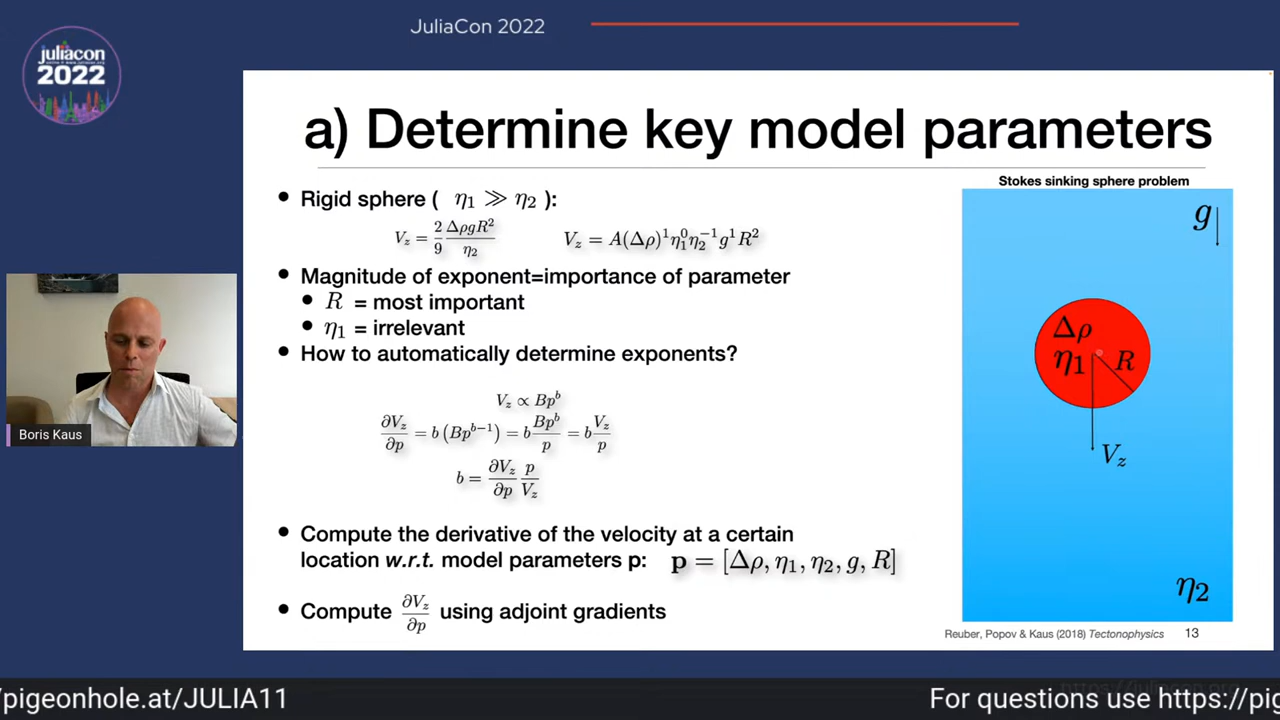 JuliaCon 2022
juliacon
2022
a) Determine key model parameters
Rigid sphere ( η₁ ≫ η₂ ):
V_z = 2/9 ΔρgR²/η₂   V_z = A(Δρ)¹η₁⁰η₂⁻¹g¹R²
Magnitude of exponent=importance of parameter
R = most important
η₁ = irrelevant
How to automatically determine exponents?
V_z ∝ Bp^b
∂V_z/∂p = b (Bp^{b−1}) = b Bp^b/p = b V_z/p
b = ∂V_z/∂p p/V_z
Compute the derivative of the velocity at a certain
location w.r.t. model parameters p: p = [Δρ, η₁, η₂, g, R]
Compute ∂V_z/∂p using adjoint gradients
Stokes sinking sphere problem
g
Δρ
η₁ R
V_z
η₂
Reuber, Popov & Kaus (2018) Tectonophysics 13
Boris Kaus
/pigeonhole.at/JULIA11
For questions use https://pig